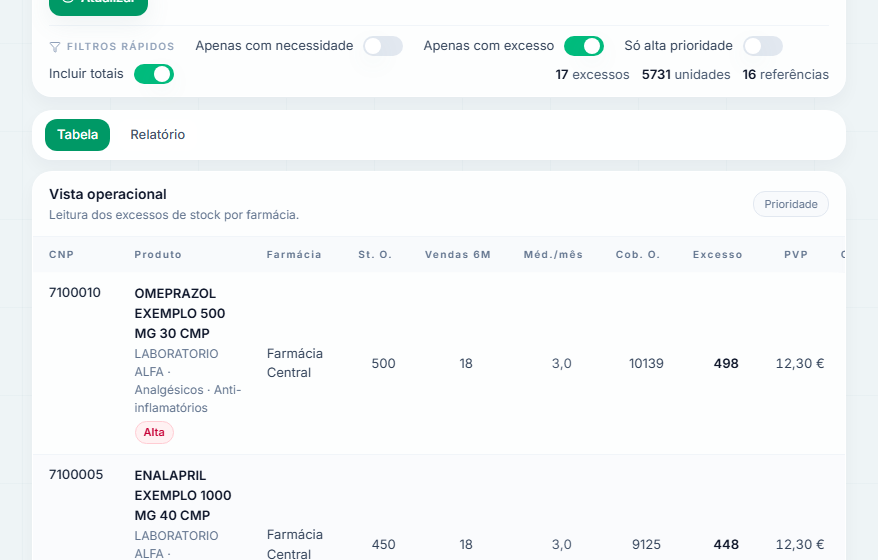 Atualizar
FILTROS RÁPIDOS Apenas com necessidade Apenas com excesso Só alta prioridade
Incluir totais 17 excessos 5731 unidades 16 referências
Tabela Relatório
Vista operacional
Leitura dos excessos de stock por farmácia.
Prioridade
CNP Produto Farmácia St. O. Vendas 6M Méd./mês Cob. O. Excesso PVP
7100010
OMEPRAZOL
EXEMPLO 500
MG 30 CMP
LABORATORIO
ALFA ·
Analgésicos · Anti-
inflamatórios
Alta
Farmácia
Central
500 18 3,0 10139 498 12,30 €
7100005
ENALAPRIL
EXEMPLO 1000
MG 40 CMP
LABORATORIO
ALFA ·
Farmácia
Central
450 18 3,0 9125 448 12,30 €